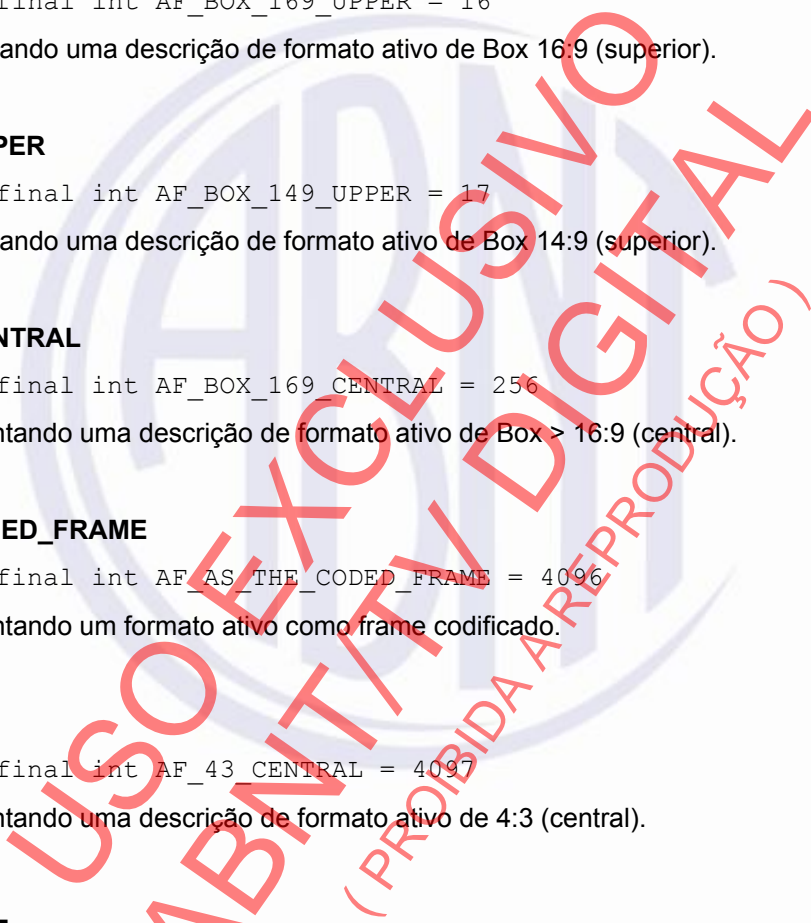 final int AF_BOX_169_UPPER = 16
ando uma descrição de formato ativo de Box 16:9 (superior).
PER
final int AF_BOX_149_UPPER = 17
ando uma descrição de formato ativo de Box 14:9 (superior).
NTRAL
final int AF_BOX_169_CENTRAL = 256
ntando uma descrição de formato ativo de Box > 16:9 (central).
ED_FRAME
final int AF_AS_THE_CODED_FRAME = 4096
ntando um formato ativo como frame codificado.
final int AF_43_CENTRAL = 4097
ntando uma descrição de formato ativo de 4:3 (central).
USO EXCLUSIVO
ABNT/TV DIGITAL
( PROIBIDA A REPRODUÇÃO )
ABNT